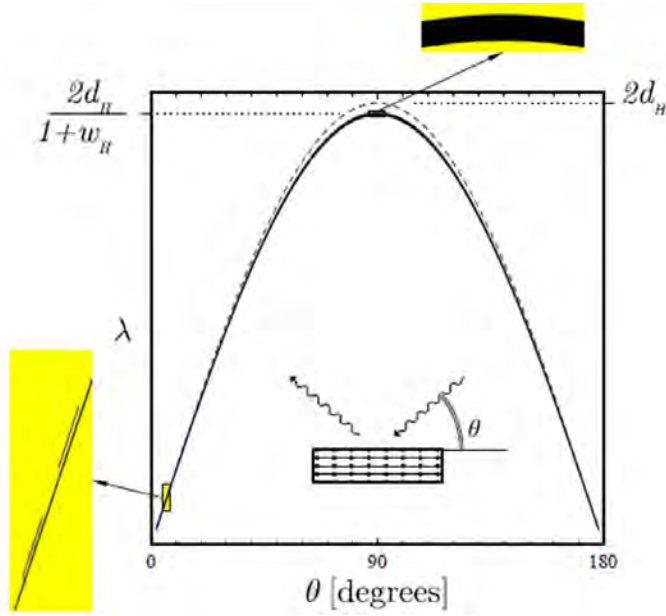 2d_H
1+w_H
2d_H
λ
θ
0
90
180
θ [degrees]